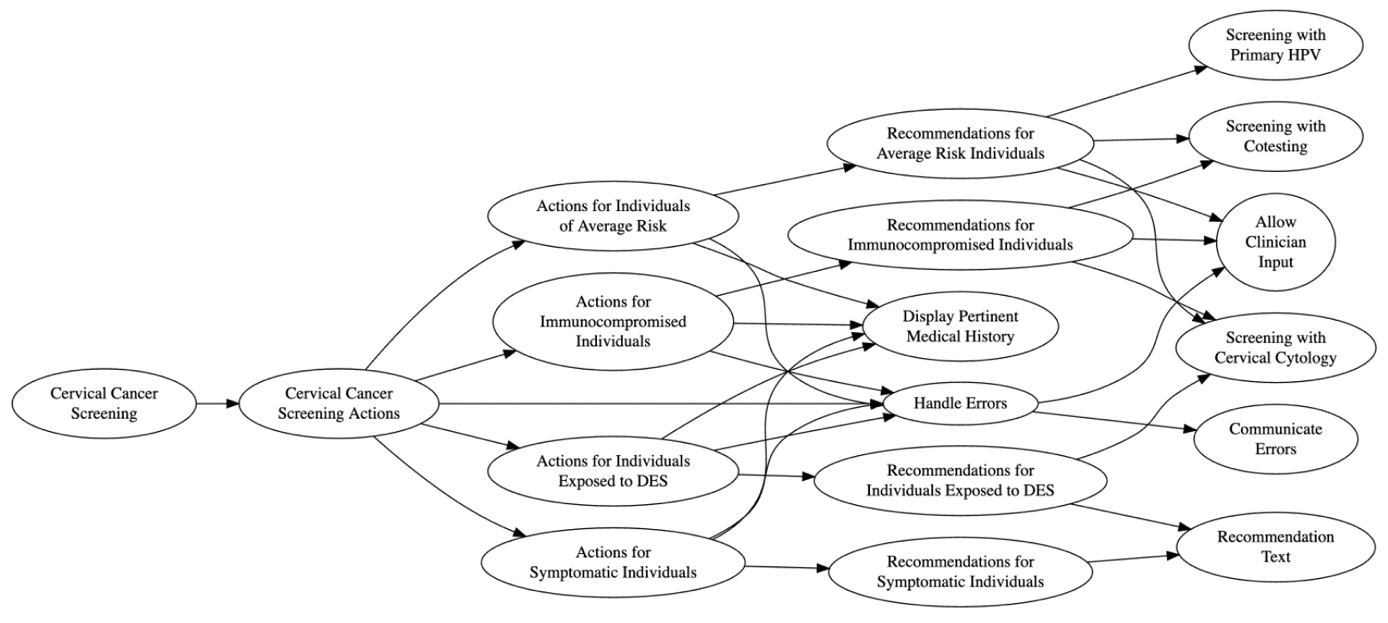 Cervical Cancer
Screening
Cervical Cancer
Screening Actions
Actions for Individuals
of Average Risk
Actions for
Immunocompromised
Individuals
Actions for Individuals
Exposed to DES
Actions for
Symptomatic Individuals
Recommendations for
Average Risk Individuals
Recommendations for
Immunocompromised Individuals
Display Pertinent
Medical History
Handle Errors
Recommendations for
Individuals Exposed to DES
Recommendations for
Symptomatic Individuals
Screening with
Primary HPV
Screening with
Cotesting
Allow
Clinician
Input
Screening with
Cervical Cytology
Communicate
Errors
Recommendation
Text